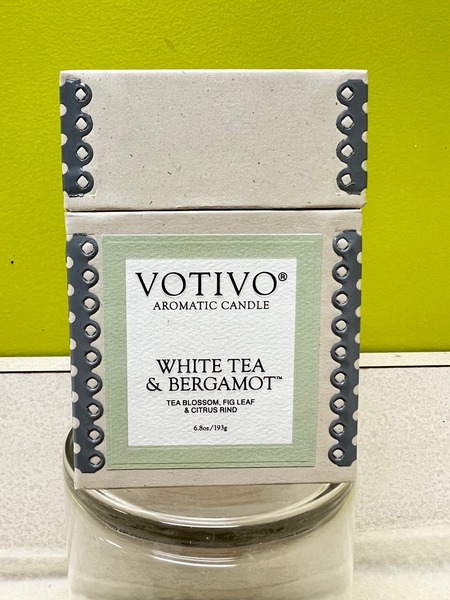 VOTIVO®
AROMATIC CANDLE
WHITE TEA
& BERGAMOT™
TEA BLOSSOM, FIG LEAF
& CITRUS RIND
6.8oz/193g